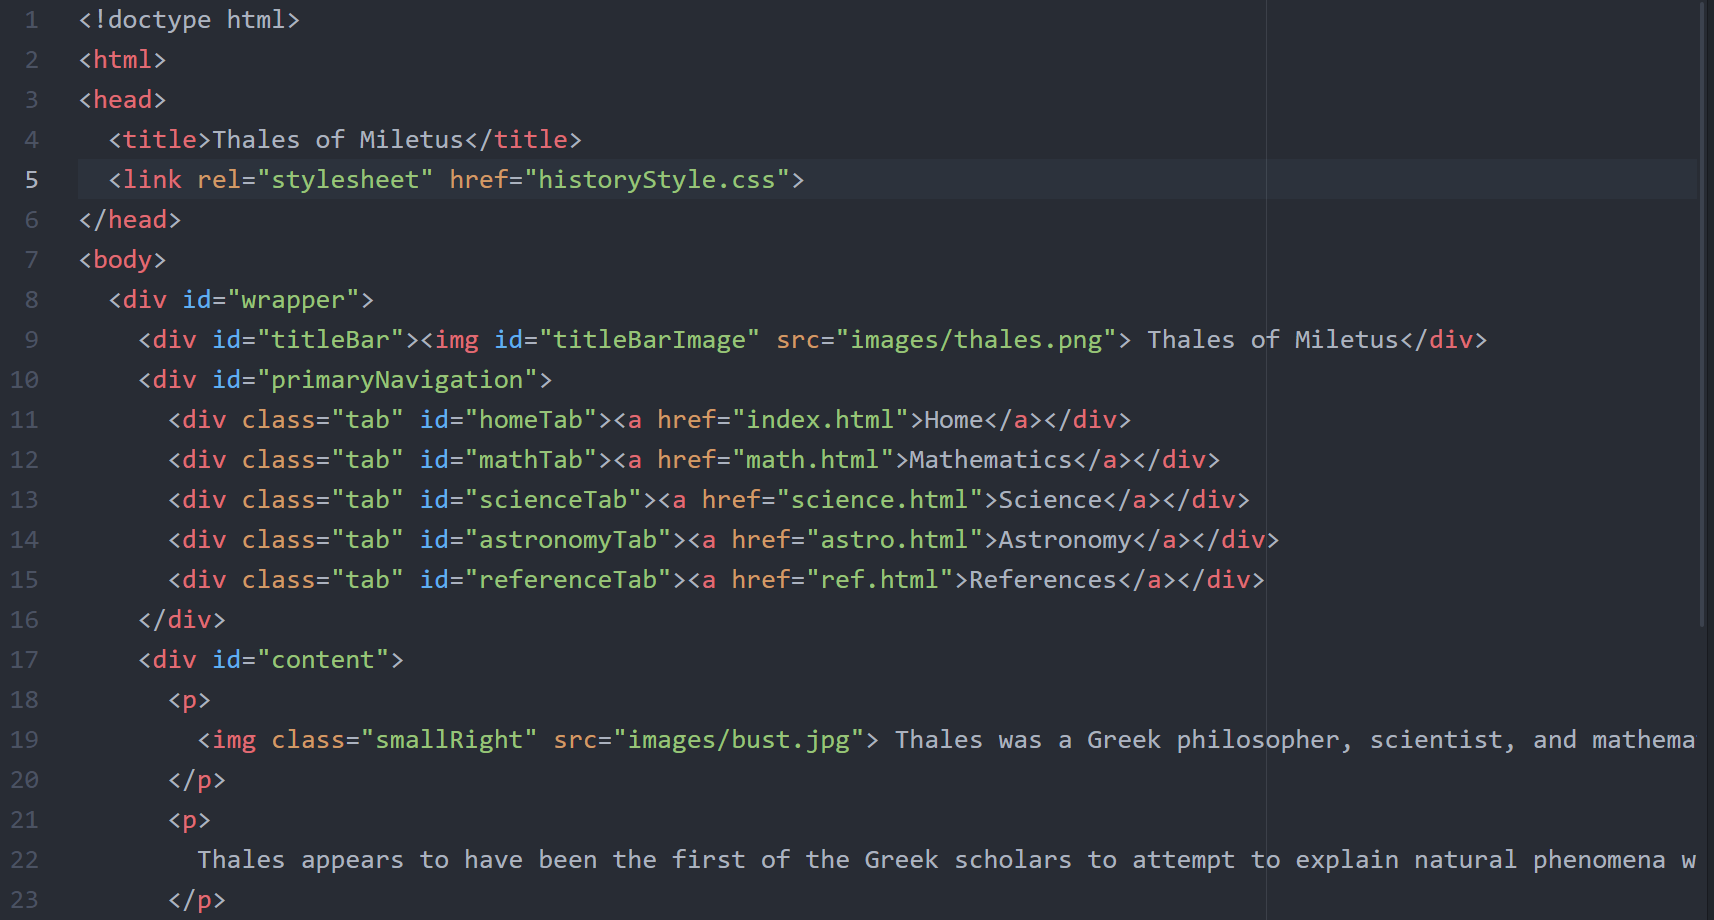 1 <!doctype html>
2 <html>
3 <head>
4 <title>Thales of Miletus</title>
5 <link rel="stylesheet" href="historyStyle.css">
6 </head>
7 <body>
8 <div id="wrapper">
9 <div id="titleBar"><img id="titleBarImage" src="images/thales.png"> Thales of Miletus</div>
10 <div id="primaryNavigation">
11 <div class="tab" id="homeTab"><a href="index.html">Home</a></div>
12 <div class="tab" id="mathTab"><a href="math.html">Mathematics</a></div>
13 <div class="tab" id="scienceTab"><a href="science.html">Science</a></div>
14 <div class="tab" id="astronomyTab"><a href="astro.html">Astronomy</a></div>
15 <div class="tab" id="referenceTab"><a href="ref.html">References</a></div>
16 </div>
17 <div id="content">
18 <p>
19 <img class="smallRight" src="images/bust.jpg"> Thales was a Greek philosopher, scientist, and mathema
20 </p>
21 <p>
22 Thales appears to have been the first of the Greek scholars to attempt to explain natural phenomena w
23 </p>